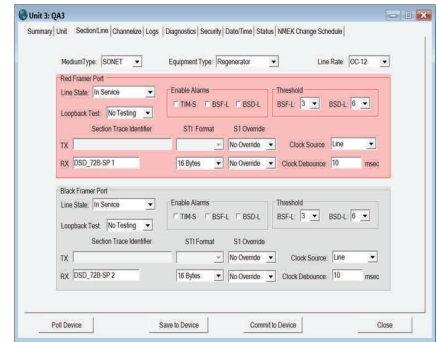 Unit 3: QA3
Summary Unit Section/Line Channelize Logs Diagnostics Security Date/Time Status NMEK Change Schedule
MediumType: SONET Equipment Type: Regenerator Line Rate: OC-12
Red Framer Port
Line State: In Service Enable Alarms Threshold
TIM-S BSF-L BSD-L BSF-L: 3 BSD-L: 6
Loopback Test: No Testing
Section Trace Identifier STI Format S1 Override
TX No Override Clock Source: Line
RX DSD_72B-SP 1 16 Bytes No Override Clock Debounce: 10 msec
Black Framer Port
Line State: In Service Enable Alarms Threshold
TIM-S BSF-L BSD-L BSF-L: 3 BSD-L: 6
Loopback Test: No Testing
Section Trace Identifier STI Format S1 Override
TX No Override Clock Source: Line
RX DSD_72B-SP 2 16 Bytes No Override Clock Debounce: 10 msec
Poll Device Save to Device Commit to Device Close